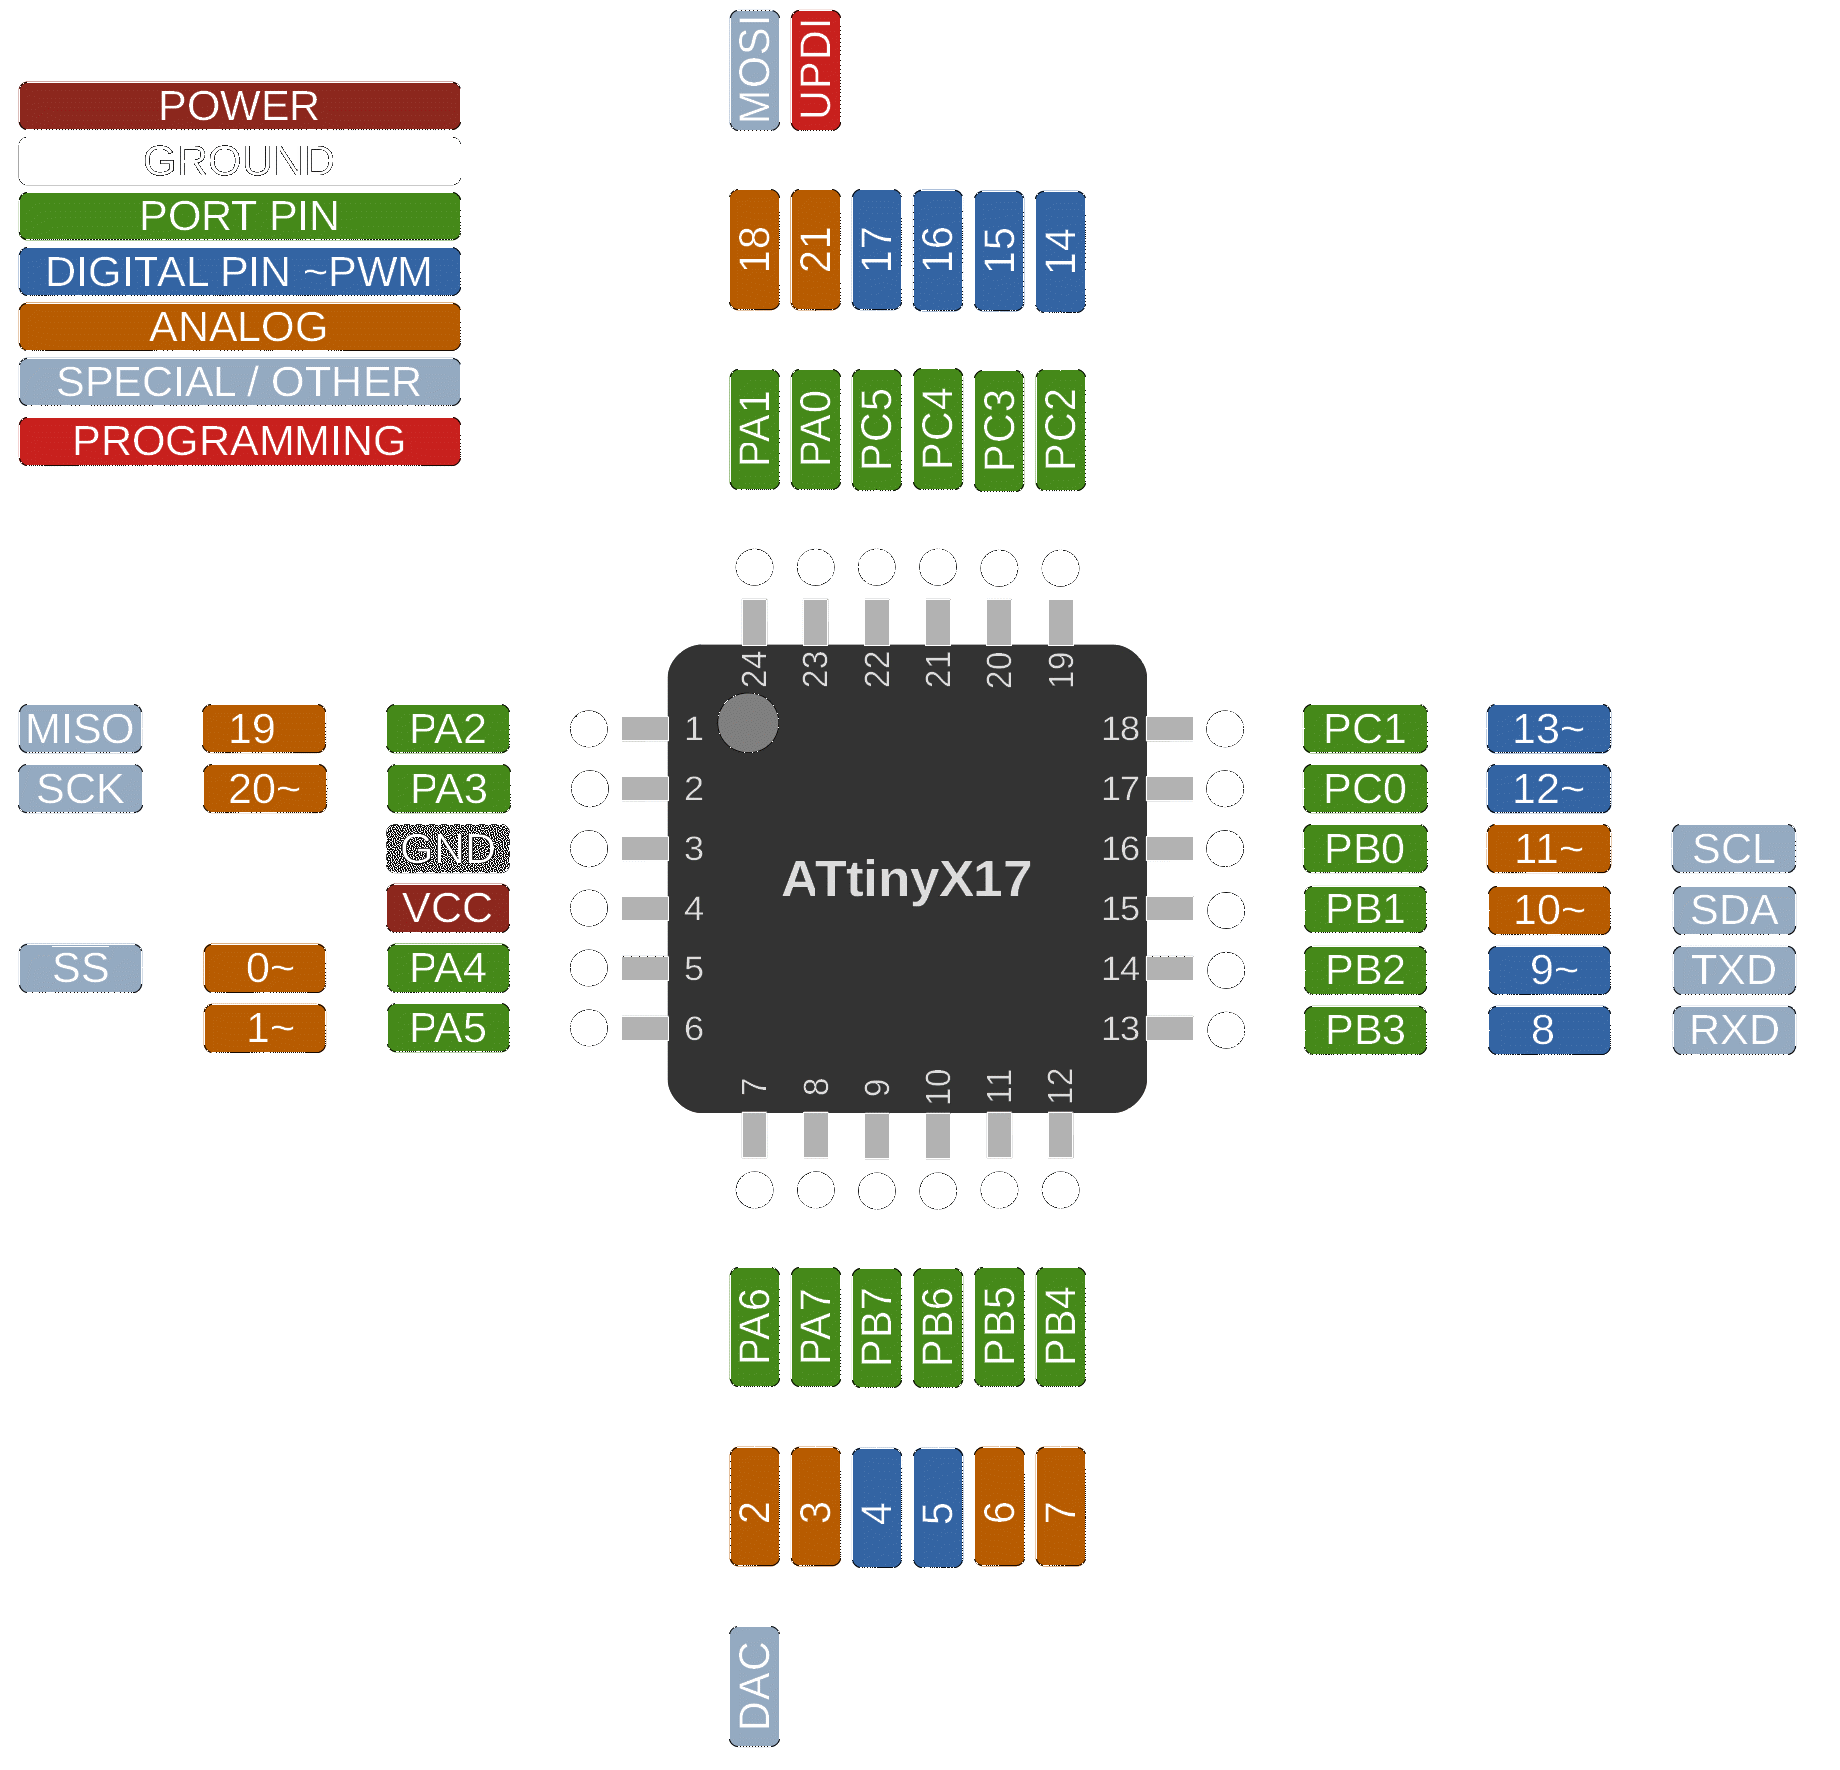 MOSI UPDI
POWER
GROUND
PORT PIN
DIGITAL PIN ~PWM
ANALOG
SPECIAL / OTHER
PROGRAMMING
18 21 17 16 15 14
PA1 PA0 PC5 PC4 PC3 PC2
24 23 22 21 20 19
MISO 19 PA2 1 18 PC1 13~
SCK 20~ PA3 2 17 PC0 12~
GND 3 16 PB0 11~ SCL
ATtinyX17
VCC 4 15 PB1 10~ SDA
SS 0~ PA4 5 14 PB2 9~ TXD
1~ PA5 6 13 PB3 8 RXD
7 8 9 10 11 12
PA6 PA7 PB7 PB6 PB5 PB4
2 3 4 5 6 7
DAC